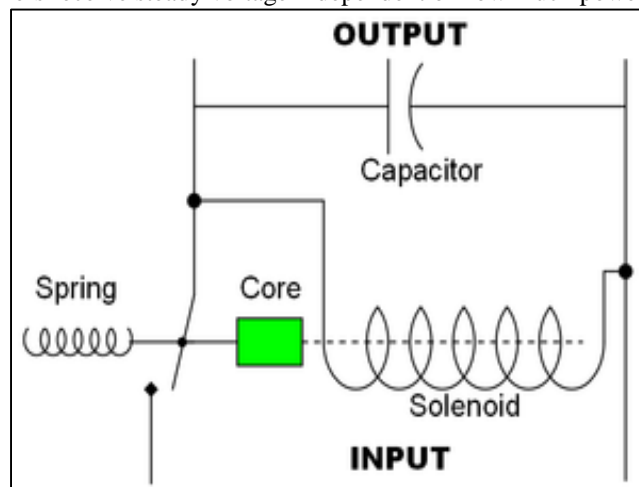 OUTPUT
Capacitor
Spring
Core
Solenoid
INPUT